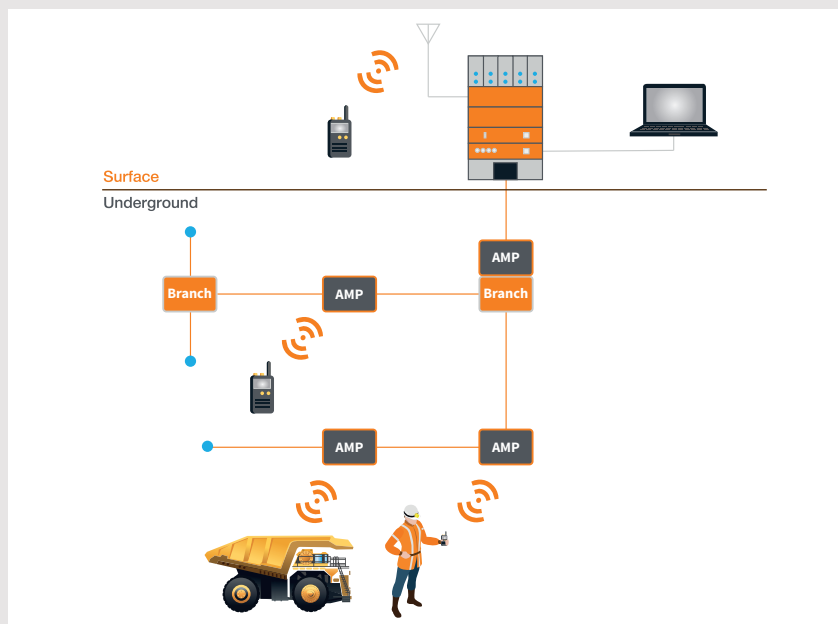 Surface
Underground
AMP
Branch
AMP
Branch
AMP
AMP